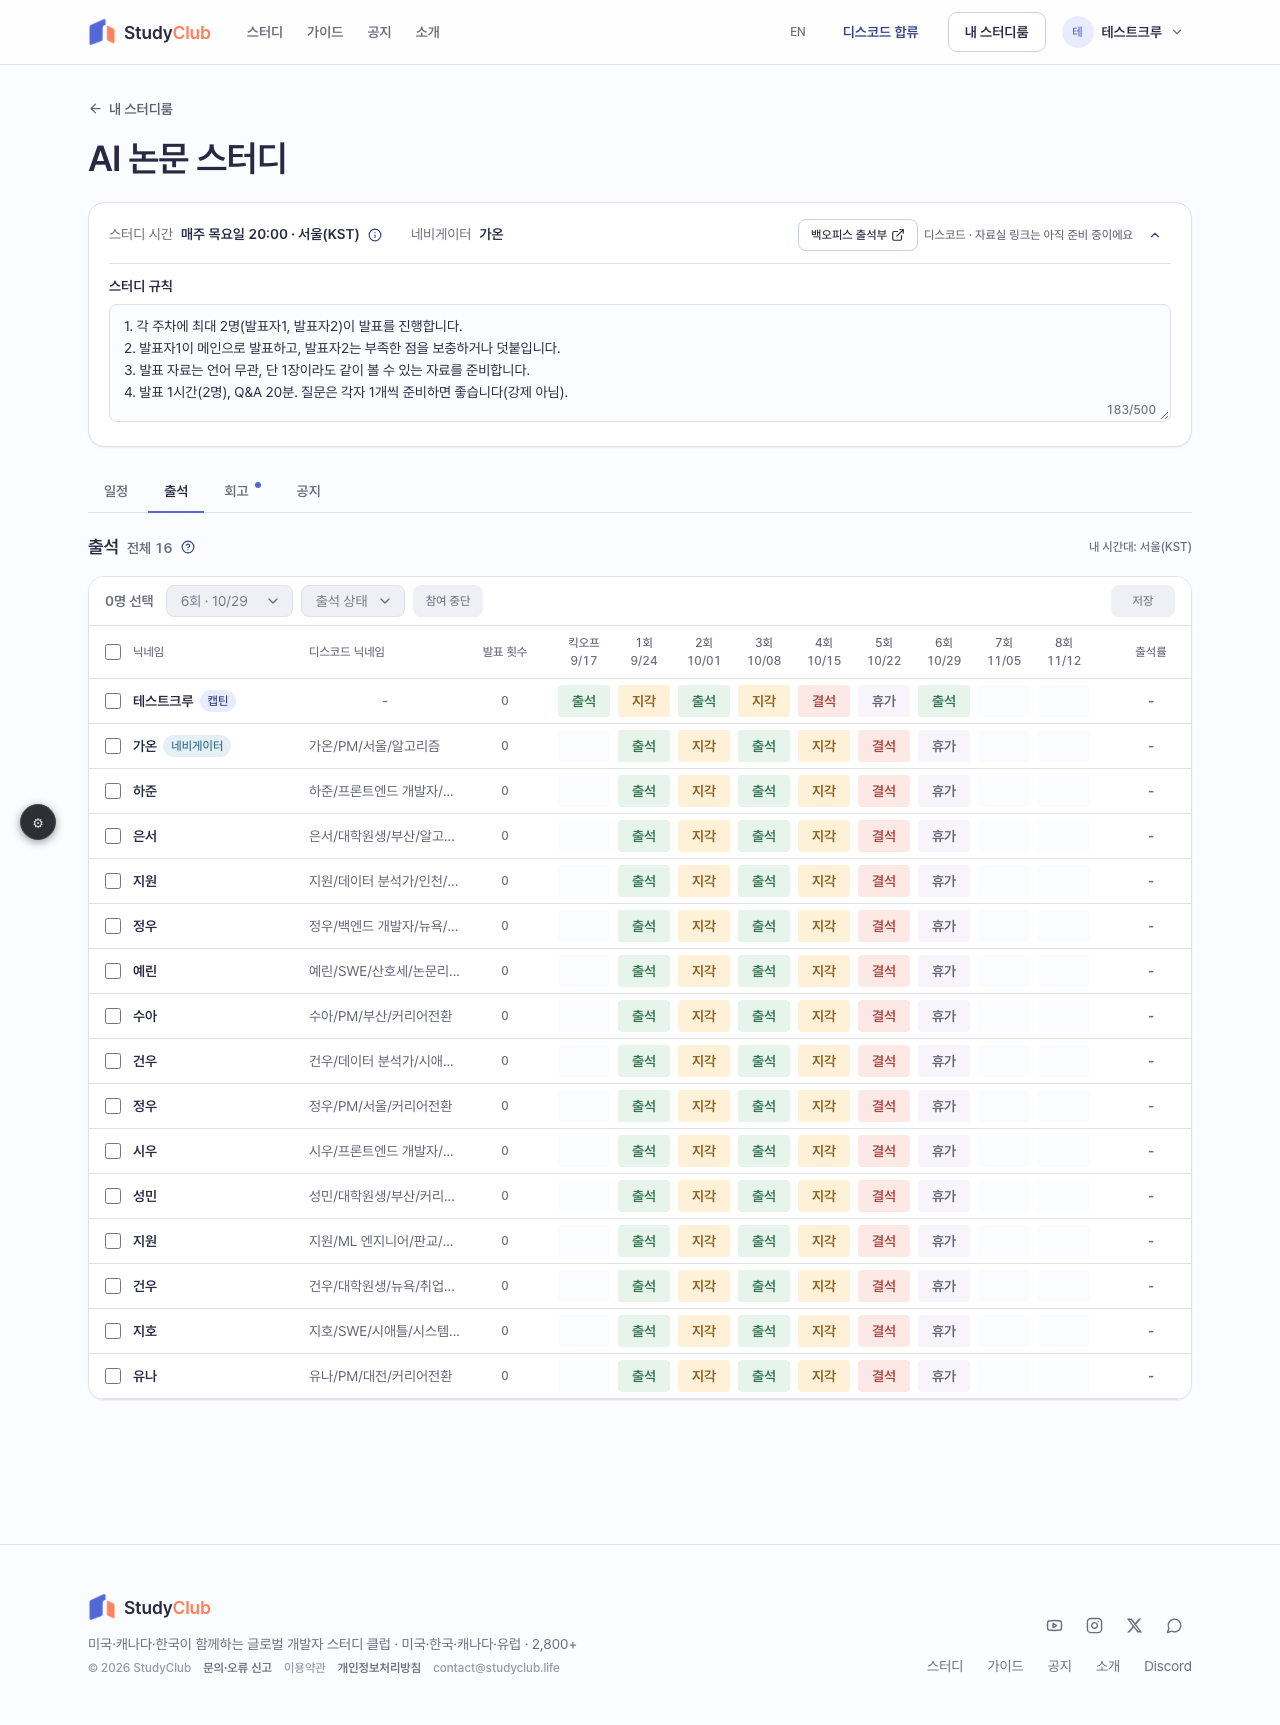 StudyClub 스터디 가이드 공지 소개 EN 디스코드 합류 내 스터디룸 테 테스트크루
← 내 스터디룸
AI 논문 스터디
스터디 시간 매주 목요일 20:00 · 서울(KST) 네비게이터 가온 백오피스 출석부 디스코드 · 자료실 링크는 아직 준비 중이에요
스터디 규칙
1. 각 주차에 최대 2명(발표자1, 발표자2)이 발표를 진행합니다.
2. 발표자1이 메인으로 발표하고, 발표자2는 부족한 점을 보충하거나 덧붙입니다.
3. 발표 자료는 언어 무관, 단 1장이라도 같이 볼 수 있는 자료를 준비합니다.
4. 발표 1시간(2명), Q&A 20분. 질문은 각자 1개씩 준비하면 좋습니다(강제 아님).
183/500
일정 출석 회고 공지
출석 전체 16 내 시간대: 서울(KST)
0명 선택 6회 · 10/29 출석 상태 참여 중단 저장
닉네임 디스코드 닉네임 발표 횟수 킥오프 9/17 1회 9/24 2회 10/01 3회 10/08 4회 10/15 5회 10/22 6회 10/29 7회 11/05 8회 11/12 출석률
테스트크루 캡틴 - 0 출석 지각 출석 지각 결석 휴가 출석 -
가온 네비게이터 가온/PM/서울/알고리즘 0 출석 지각 출석 지각 결석 휴가 -
하준 하준/프론트엔드 개발자/... 0 출석 지각 출석 지각 결석 휴가 -
은서 은서/대학원생/부산/알고... 0 출석 지각 출석 지각 결석 휴가 -
지원 지원/데이터 분석가/인천/... 0 출석 지각 출석 지각 결석 휴가 -
정우 정우/백엔드 개발자/뉴욕/... 0 출석 지각 출석 지각 결석 휴가 -
예린 예린/SWE/산호세/논문리... 0 출석 지각 출석 지각 결석 휴가 -
수아 수아/PM/부산/커리어전환 0 출석 지각 출석 지각 결석 휴가 -
건우 건우/데이터 분석가/시애... 0 출석 지각 출석 지각 결석 휴가 -
정우 정우/PM/서울/커리어전환 0 출석 지각 출석 지각 결석 휴가 -
시우 시우/프론트엔드 개발자/... 0 출석 지각 출석 지각 결석 휴가 -
성민 성민/대학원생/부산/커리... 0 출석 지각 출석 지각 결석 휴가 -
지원 지원/ML 엔지니어/판교/... 0 출석 지각 출석 지각 결석 휴가 -
건우 건우/대학원생/뉴욕/취업... 0 출석 지각 출석 지각 결석 휴가 -
지호 지호/SWE/시애틀/시스템... 0 출석 지각 출석 지각 결석 휴가 -
유나 유나/PM/대전/커리어전환 0 출석 지각 출석 지각 결석 휴가 -
StudyClub
미국·캐나다·한국이 함께하는 글로벌 개발자 스터디 클럽 · 미국·한국·캐나다·유럽 · 2,800+
© 2026 StudyClub 문의·오류 신고 이용약관 개인정보처리방침 contact@studyclub.life
스터디 가이드 공지 소개 Discord